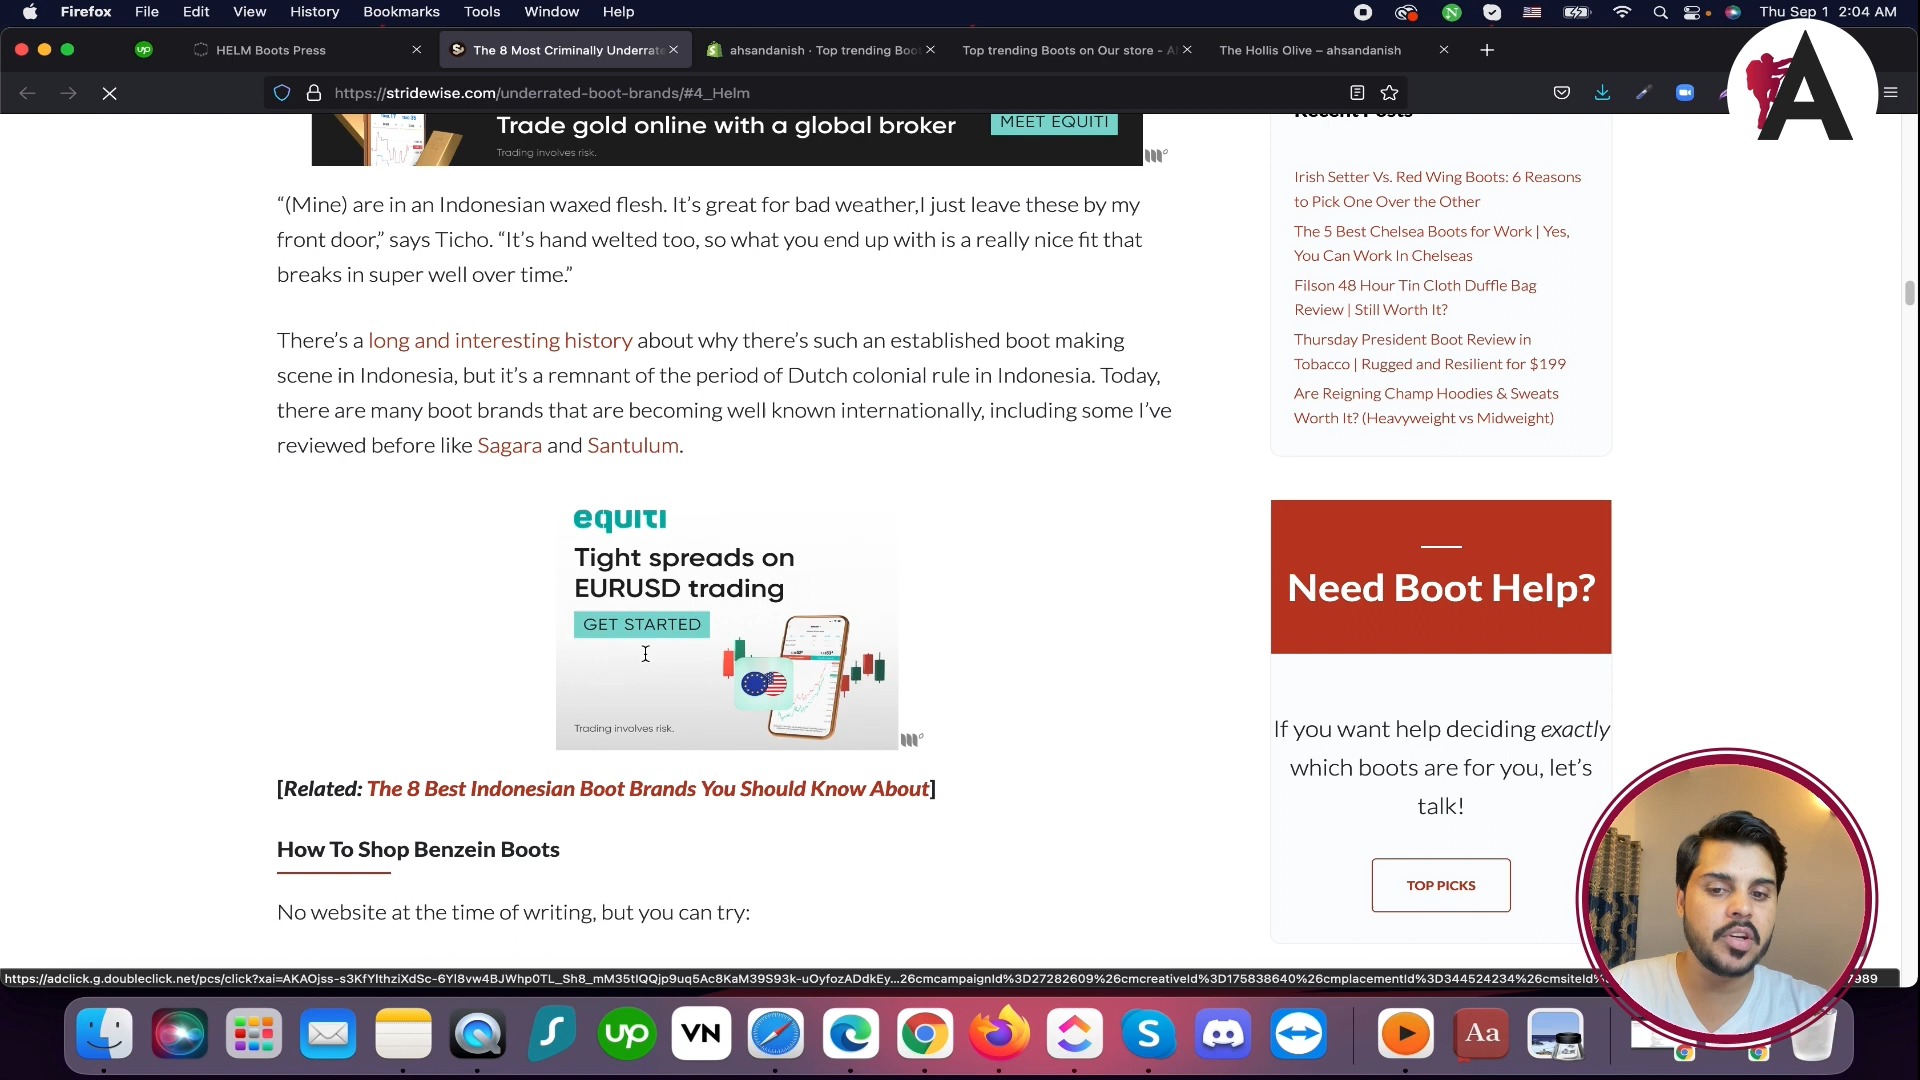 Firefox File Edit View History Bookmarks Tools Window Help Thu Sep 1 2:04 AM
up HELM Boots Press The 8 Most Criminally Underrate ahsandanish · Top trending Boo Top trending Boots on Our store - A The Hollis Olive – ahsandanish
https://stridewise.com/underrated-boot-brands/#4_Helm
A
Trade gold online with a global broker MEET EQUITI
Trading involves risk.
“(Mine) are in an Indonesian waxed flesh. It’s great for bad weather,I just leave these by my
front door,” says Ticho. “It’s hand welted too, so what you end up with is a really nice fit that
breaks in super well over time.”
There’s a long and interesting history about why there’s such an established boot making
scene in Indonesia, but it’s a remnant of the period of Dutch colonial rule in Indonesia. Today,
there are many boot brands that are becoming well known internationally, including some I’ve
reviewed before like Sagara and Santulum.
equiti
Tight spreads on
EURUSD trading
GET STARTED
Trading involves risk.
[Related: The 8 Best Indonesian Boot Brands You Should Know About]
How To Shop Benzein Boots
No website at the time of writing, but you can try:
Recent Posts
Irish Setter Vs. Red Wing Boots: 6 Reasons
to Pick One Over the Other
The 5 Best Chelsea Boots for Work | Yes,
You Can Work In Chelseas
Filson 48 Hour Tin Cloth Duffle Bag
Review | Still Worth It?
Thursday President Boot Review in
Tobacco | Rugged and Resilient for $199
Are Reigning Champ Hoodies & Sweats
Worth It? (Heavyweight vs Midweight)
Need Boot Help?
If you want help deciding exactly
which boots are for you, let’s
talk!
TOP PICKS
up VN Aa